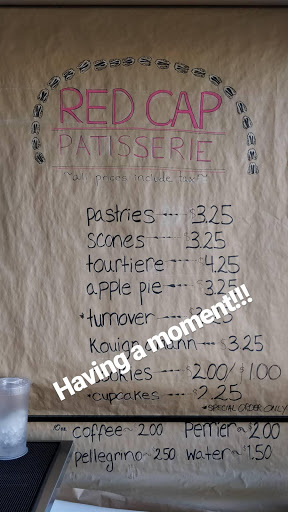 RED CAP
PATISSERIE
~all prices include tax~
pastries --- $3.25
scones --- $3.25
tourtiere --- 4.25
apple pie --- $3.25
*turnover --- 3.25
Having a moment!!!
Kouign amann --- 3.25
cookies --- 2.00/$1.00
*cupcakes --- $2.25
*SPECIAL ORDER ONLY
coffee~ 2.00 Perrier~ 2.00
pellegrino~ 2.50 water~ $1.50